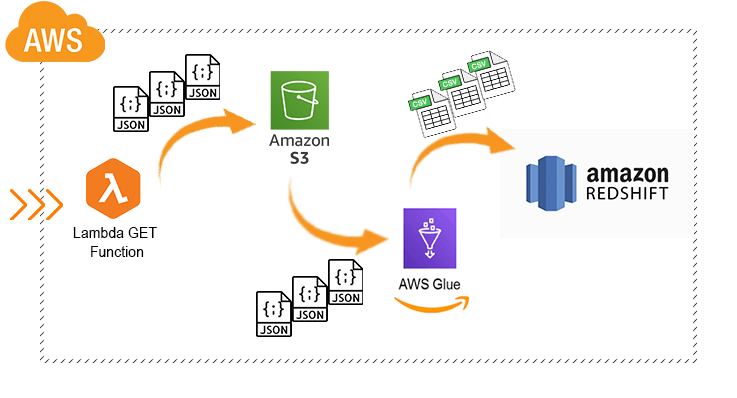 AWS
{;}
JSON
{;}
JSON
{;}
JSON
Amazon
S3
CSV
CSV
CSV
amazon
REDSHIFT
λ
Lambda GET
Function
AWS Glue
{;}
JSON
{;}
JSON
{;}
JSON